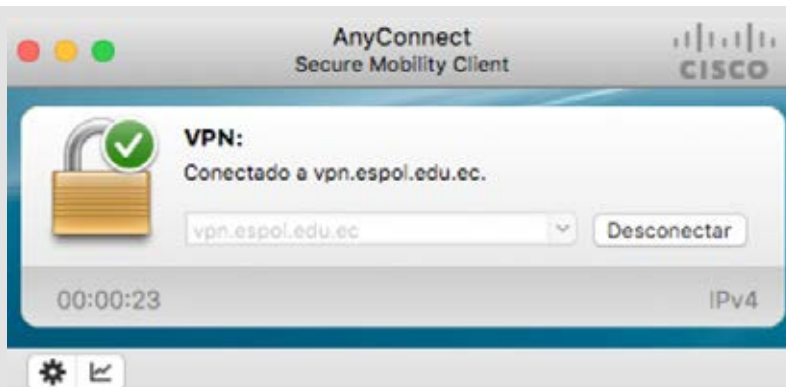 AnyConnect
Secure Mobility Client
CISCO
VPN:
Conectado a vpn.espol.edu.ec.
vpn.espol.edu.ec
Desconectar
00:00:23
IPv4